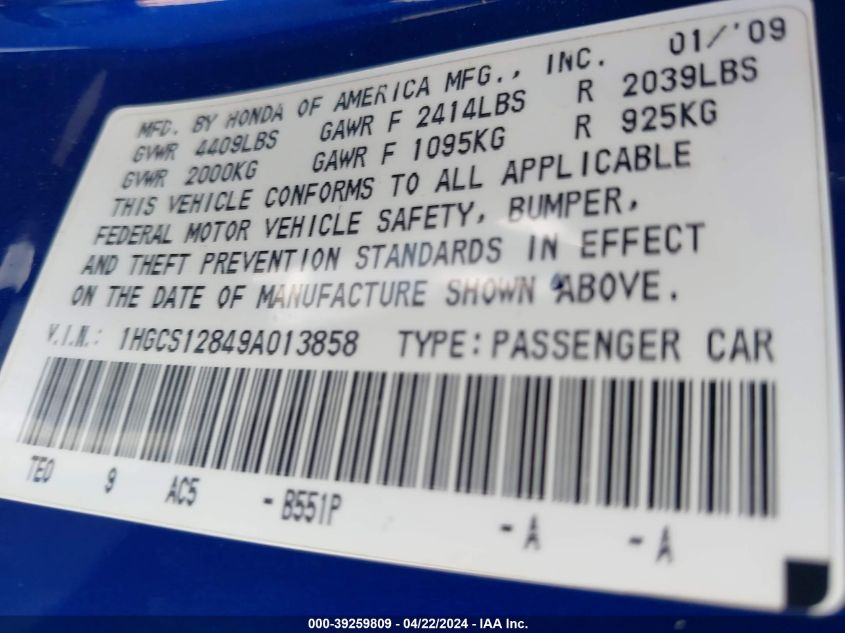 MFD. BY HONDA OF AMERICA MFG., INC. 01/'09
GVWR 4409LBS GAWR F 2414LBS R 2039LBS
GVWR 2000KG GAWR F 1095KG R 925KG
THIS VEHICLE CONFORMS TO ALL APPLICABLE
FEDERAL MOTOR VEHICLE SAFETY, BUMPER,
AND THEFT PREVENTION STANDARDS IN EFFECT
ON THE DATE OF MANUFACTURE SHOWN ABOVE.
V.I.N.: 1HGCS12849A013858 TYPE:PASSENGER CAR
TE0 9 AC5 -B551P -A -A
000-39259809 - 04/22/2024 - IAA Inc.